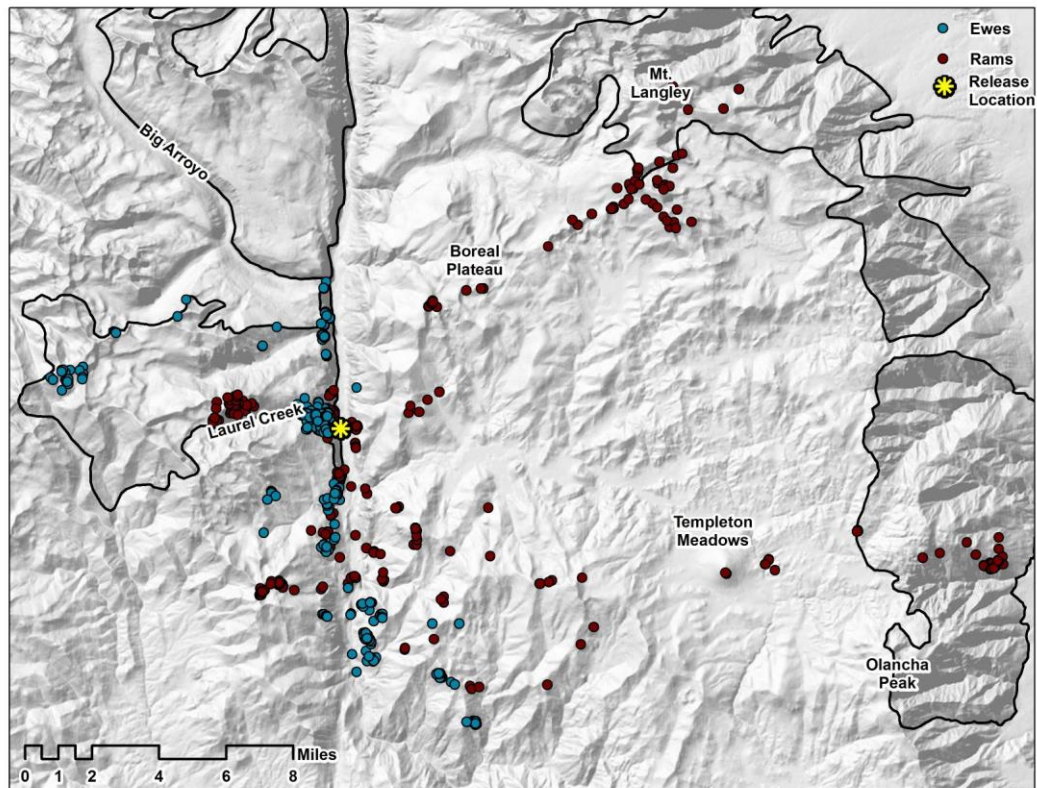 Ewes
Rams
Release
Location
Mt.
Langley
Big Arroyo
Boreal
Plateau
Laurel Creek
Templeton
Meadows
Olancha
Peak
Miles
0 1 2 4 6 8